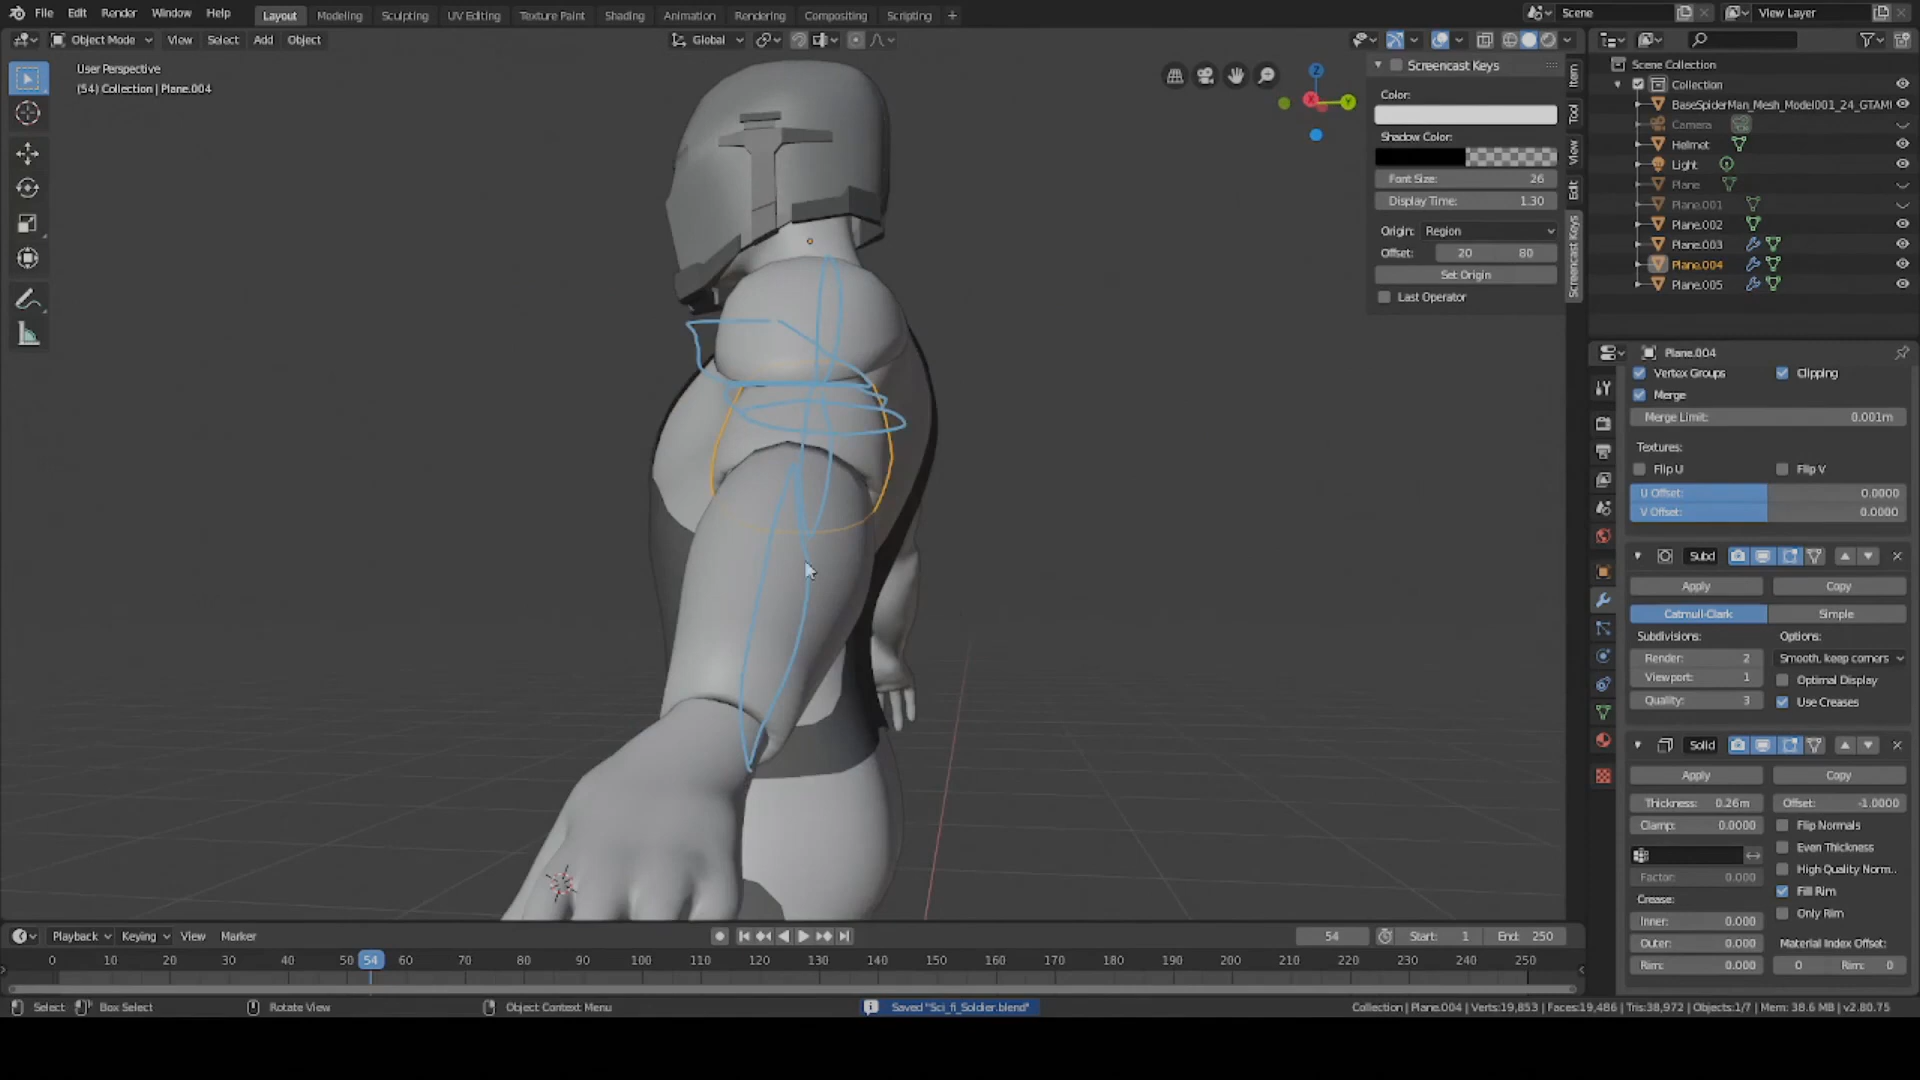 File Edit Render Window Help Layout Modeling Sculpting UV Editing Texture Paint Shading Animation Rendering Compositing Scripting + Scene View Layer
Object Mode View Select Add Object Global
User Perspective
(54) Collection | Plane.004
Screencast Keys
Color:
Shadow Color:
Font Size: 26
Display Time: 1.30
Origin: Region
Offset: 20 80
Set Origin
Last Operator
Item
Tool
View
Edit
Screencast Keys
Z
X
Y
Scene Collection
Collection
BaseSpiderMan_Mesh_Model001_24_GTAM
Camera
Helmet
Light
Plane
Plane.001
Plane.002
Plane.003
Plane.004
Plane.005
Plane.004
Vertex Groups Clipping
Merge
Merge Limit: 0.001m
Textures:
Flip U Flip V
U Offset: 0.0000
V Offset: 0.0000
Subd
Apply Copy
Catmull-Clark Simple
Subdivisions: Options:
Render: 2 Smooth, keep corners
Viewport: 1 Optimal Display
Quality: 3 Use Creases
Solid
Apply Copy
Thickness: 0.26m Offset: -1.0000
Clamp: 0.0000 Flip Normals
Even Thickness
Factor: 0.000 High Quality Norm..
Crease: Fill Rim
Inner: 0.000 Only Rim
Outer: 0.000 Material Index Offset:
Rim: 0.000 0 Rim: 0
Playback Keying View Marker 54 Start: 1 End: 250
0 10 20 30 40 50 54 60 70 80 90 100 110 120 130 140 150 160 170 180 190 200 210 220 230 240 250
Select Box Select Rotate View Object Context Menu Saved "Sci_fi_Soldier.blend" Collection | Plane.004 | Verts:19,853 | Faces:19,486 | Tris:38,972 | Objects:1/7 | Mem: 38.6 MB | v2.80.75